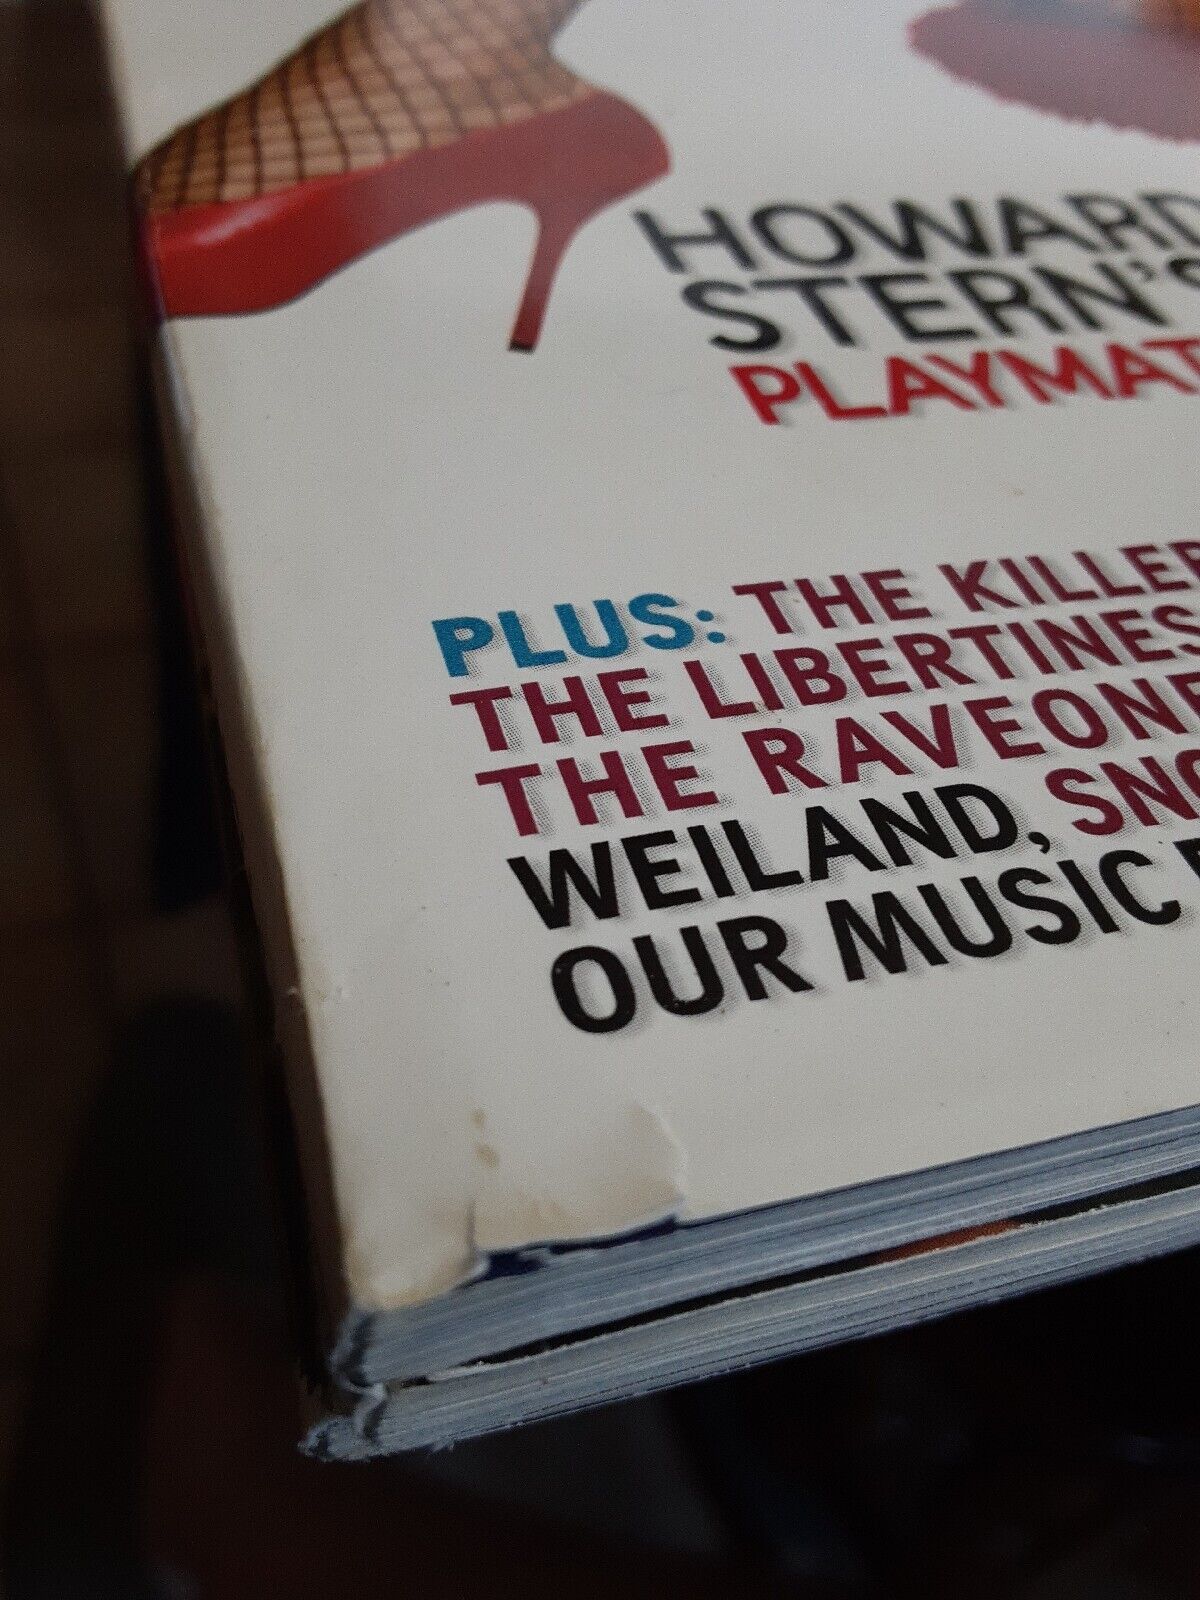 HOWARD
STERN'S
PLAYMAT
PLUS: THE KILLER
THE LIBERTINES
THE RAVEONE
WEILAND, SNO
OUR MUSIC